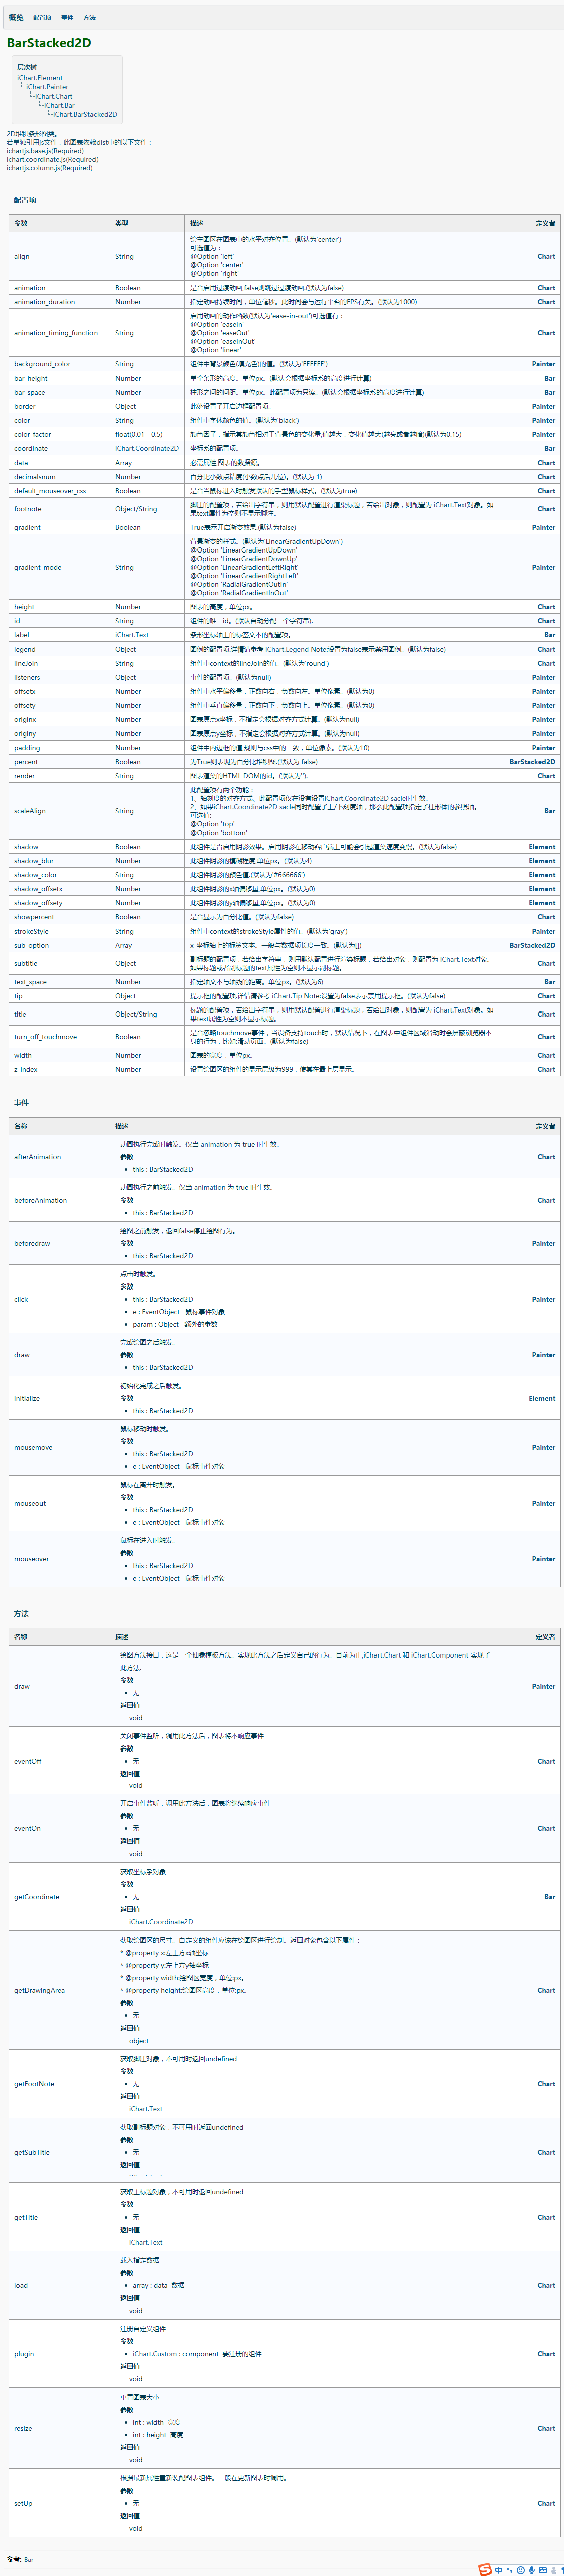 概览 配置项 事件 方法
BarStacked2D
层次树
iChart.Element
iChart.Painter
iChart.Chart
iChart.Bar
iChart.BarStacked2D
2D堆积条形图类。
若单独引用js文件，此图表依赖dist中的以下文件：
ichartjs.base.js(Required)
ichart.coordinate.js(Required)
ichartjs.column.js(Required)
配置项
参数 类型 描述 定义者
align String 绘主图区在图表中的水平对齐位置。(默认为'center') Chart
可选值为：
@Option 'left'
@Option 'center'
@Option 'right'
animation Boolean 是否启用过渡动画,false则跳过过渡动画.(默认为false) Chart
animation_duration Number 指定动画持续时间，单位毫秒。此时间会与运行平台的FPS有关。(默认为1000) Chart
animation_timing_function String 启用动画的动作函数(默认为'ease-in-out')可选值有： Chart
@Option 'easeIn'
@Option 'easeOut'
@Option 'easeInOut'
@Option 'linear'
background_color String 组件中背景颜色(填充色)的值。(默认为'FEFEFE') Painter
bar_height Number 单个条形的高度。单位px。(默认会根据坐标系的高度进行计算) Bar
bar_space Number 柱形之间的间距。单位px。此配置项为只读。(默认会根据坐标系的高度进行计算) Bar
border Object 此处设置了开启边框配置项。 Painter
color String 组件中字体颜色的值。(默认为'black') Painter
color_factor float(0.01 - 0.5) 颜色因子，指示其颜色相对于背景色的变化量,值越大，变化值越大(越亮或者越暗)(默认为0.15) Painter
coordinate iChart.Coordinate2D 坐标系的配置项。 Bar
data Array 必需属性,图表的数据源。 Chart
decimalsnum Number 百分比小数点精度(小数点后几位)。(默认为 1) Chart
default_mouseover_css Boolean 是否当鼠标进入时触发默认的手型鼠标样式。(默认为true) Chart
footnote Object/String 脚注的配置项，若给出字符串，则用默认配置进行渲染标题，若给出对象，则配置为 iChart.Text对象。如 Chart
果text属性为空则不显示脚注。
gradient Boolean True表示开启渐变效果.(默认为false) Painter
gradient_mode String 背景渐变的样式。(默认为'LinearGradientUpDown') Painter
@Option 'LinearGradientUpDown'
@Option 'LinearGradientDownUp'
@Option 'LinearGradientLeftRight'
@Option 'LinearGradientRightLeft'
@Option 'RadialGradientOutIn'
@Option 'RadialGradientInOut'
height Number 图表的高度，单位px。 Chart
id String 组件的唯一id。(默认自动分配一个字符串). Chart
label iChart.Text 条形坐标轴上的标签文本的配置项。 Bar
legend Object 图例的配置项.详情请参考 iChart.Legend Note:设置为false表示禁用图例。(默认为false) Chart
lineJoin String 组件中context的lineJoin的值。(默认为'round') Chart
listeners Object 事件的配置项。(默认为null) Painter
offsetx Number 组件中水平偏移量，正数向右，负数向左。单位像素。(默认为0) Painter
offsety Number 组件中垂直偏移量，正数向下，负数向上。单位像素。(默认为0) Painter
originx Number 图表原点x坐标，不指定会根据对齐方式计算。(默认为null) Painter
originy Number 图表原点y坐标，不指定会根据对齐方式计算。(默认为null) Painter
padding Number 组件中内边框的值,规则与css中的一致，单位像素。(默认为10) Painter
percent Boolean 为True则表现为百分比堆积图.(默认为 false) BarStacked2D
render String 图表渲染的HTML DOM的id。(默认为''). Chart
scaleAlign String 此配置项有两个功能： Bar
1、轴刻度的对齐方式、此配置项仅在没有设置iChart.Coordinate2D sacle时生效。
2、如果iChart.Coordinate2D sacle同时配置了上/下刻度轴，那么此配置项指定了柱形体的参照轴。
可选值:
@Option 'top'
@Option 'bottom'
shadow Boolean 此组件是否启用阴影效果。启用阴影在移动客户端上可能会引起渲染速度变慢。(默认为false) Element
shadow_blur Number 此组件阴影的模糊程度,单位px。(默认为4) Element
shadow_color String 此组件阴影的颜色值.(默认为'#666666') Element
shadow_offsetx Number 此组件阴影的x轴偏移量,单位px。(默认为0) Element
shadow_offsety Number 此组件阴影的y轴偏移量,单位px。(默认为0) Element
showpercent Boolean 是否显示为百分比值。(默认为false) Chart
strokeStyle String 组件中context的strokeStyle属性的值。(默认为'gray') Painter
sub_option Array x-坐标轴上的标签文本。一般与数据项长度一致。(默认为[]) BarStacked2D
subtitle Object 副标题的配置项，若给出字符串，则用默认配置进行渲染标题，若给出对象，则配置为 iChart.Text对象。 Chart
如果标题或者副标题的text属性为空则不显示副标题。
text_space Number 指定轴文本与轴线的距离。单位px。(默认为6) Bar
tip Object 提示框的配置项.详情请参考 iChart.Tip Note:设置为false表示禁用提示框。(默认为false) Chart
title Object/String 标题的配置项，若给出字符串，则用默认配置进行渲染标题，若给出对象，则配置为 iChart.Text对象。如 Chart
果text属性为空则不显示标题。
turn_off_touchmove Boolean 是否忽略touchmove事件，当设备支持touch时，默认情况下，在图表中组件区域滑动时会屏蔽浏览器本 Chart
身的行为，比如:滑动页面。(默认为false)
width Number 图表的宽度，单位px。 Chart
z_index Number 设置绘图区的组件的显示层级为999，使其在最上层显示。 Chart
事件
名称 描述 定义者
afterAnimation 动画执行完成时触发。仅当 animation 为 true 时生效。 Chart
参数
this : BarStacked2D
beforeAnimation 动画执行之前触发。仅当 animation 为 true 时生效。 Chart
参数
this : BarStacked2D
beforedraw 绘图之前触发，返回false停止绘图行为。 Painter
参数
this : BarStacked2D
click 点击时触发。 Painter
参数
this : BarStacked2D
e : EventObject 鼠标事件对象
param : Object 额外的参数
draw 完成绘图之后触发。 Painter
参数
this : BarStacked2D
initialize 初始化完成之后触发。 Element
参数
this : BarStacked2D
mousemove 鼠标移动时触发。 Painter
参数
this : BarStacked2D
e : EventObject 鼠标事件对象
mouseout 鼠标在离开时触发。 Painter
参数
this : BarStacked2D
e : EventObject 鼠标事件对象
mouseover 鼠标在进入时触发。 Painter
参数
this : BarStacked2D
e : EventObject 鼠标事件对象
方法
名称 描述 定义者
draw 绘图方法接口，这是一个抽象模板方法。实现此方法之后定义自己的行为。目前为止,iChart.Chart 和 iChart.Component 实现了 Painter
此方法.
参数
无
返回值
void
eventOff 关闭事件监听，调用此方法后，图表将不响应事件 Chart
参数
无
返回值
void
eventOn 开启事件监听，调用此方法后，图表将继续响应事件 Chart
参数
无
返回值
void
getCoordinate 获取坐标系对象 Bar
参数
无
返回值
iChart.Coordinate2D
getDrawingArea 获取绘图区的尺寸。自定义的组件应该在绘图区进行绘制。返回对象包含以下属性： Chart
* @property x:左上方x轴坐标
* @property y:左上方y轴坐标
* @property width:绘图区宽度，单位:px。
* @property height:绘图区高度，单位:px。
参数
无
返回值
object
getFootNote 获取脚注对象，不可用时返回undefined Chart
参数
无
返回值
iChart.Text
getSubTitle 获取副标题对象，不可用时返回undefined Chart
参数
无
返回值
getTitle 获取主标题对象，不可用时返回undefined Chart
参数
无
返回值
iChart.Text
load 载入指定数据 Chart
参数
array : data 数据
返回值
void
plugin 注册自定义组件 Chart
参数
iChart.Custom : component 要注册的组件
返回值
void
resize 重置图表大小 Chart
参数
int : width 宽度
int : height 高度
返回值
void
setUp 根据最新属性重新装配图表组件。一般在更新图表时调用。 Chart
参数
无
返回值
void
参考: Bar
中